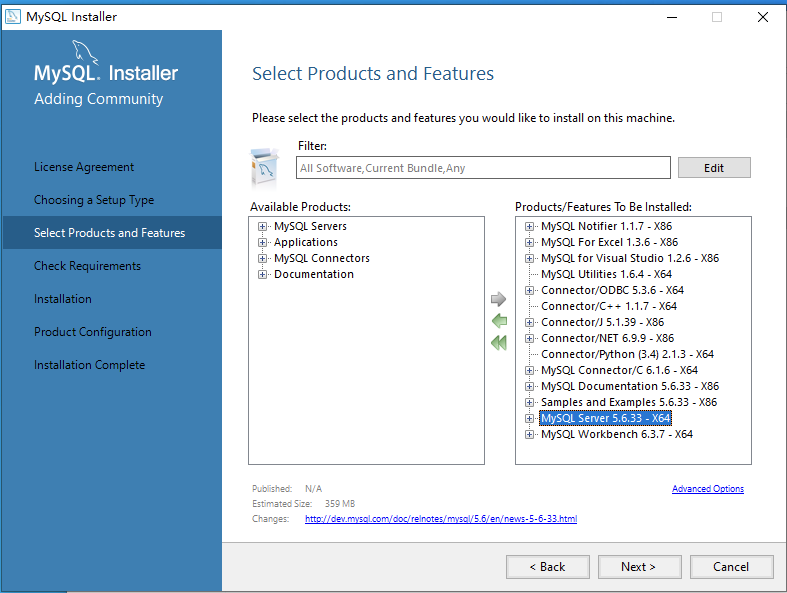 MySQL Installer
MySQL. Installer
Adding Community
License Agreement
Choosing a Setup Type
Select Products and Features
Check Requirements
Installation
Product Configuration
Installation Complete
Select Products and Features
Please select the products and features you would like to install on this machine.
Filter:
All Software,Current Bundle,Any
Edit
Available Products:
MySQL Servers
Applications
MySQL Connectors
Documentation
Products/Features To Be Installed:
MySQL Notifier 1.1.7 - X86
MySQL For Excel 1.3.6 - X86
MySQL for Visual Studio 1.2.6 - X86
MySQL Utilities 1.6.4 - X64
Connector/ODBC 5.3.6 - X64
Connector/C++ 1.1.7 - X64
Connector/J 5.1.39 - X86
Connector/NET 6.9.9 - X86
Connector/Python (3.4) 2.1.3 - X64
MySQL Connector/C 6.1.6 - X64
MySQL Documentation 5.6.33 - X86
Samples and Examples 5.6.33 - X86
MySQL Server 5.6.33 - X64
MySQL Workbench 6.3.7 - X64
Published: N/A
Estimated Size: 359 MB
Changes: http://dev.mysql.com/doc/relnotes/mysql/5.6/en/news-5-6-33.html
Advanced Options
< Back
Next >
Cancel